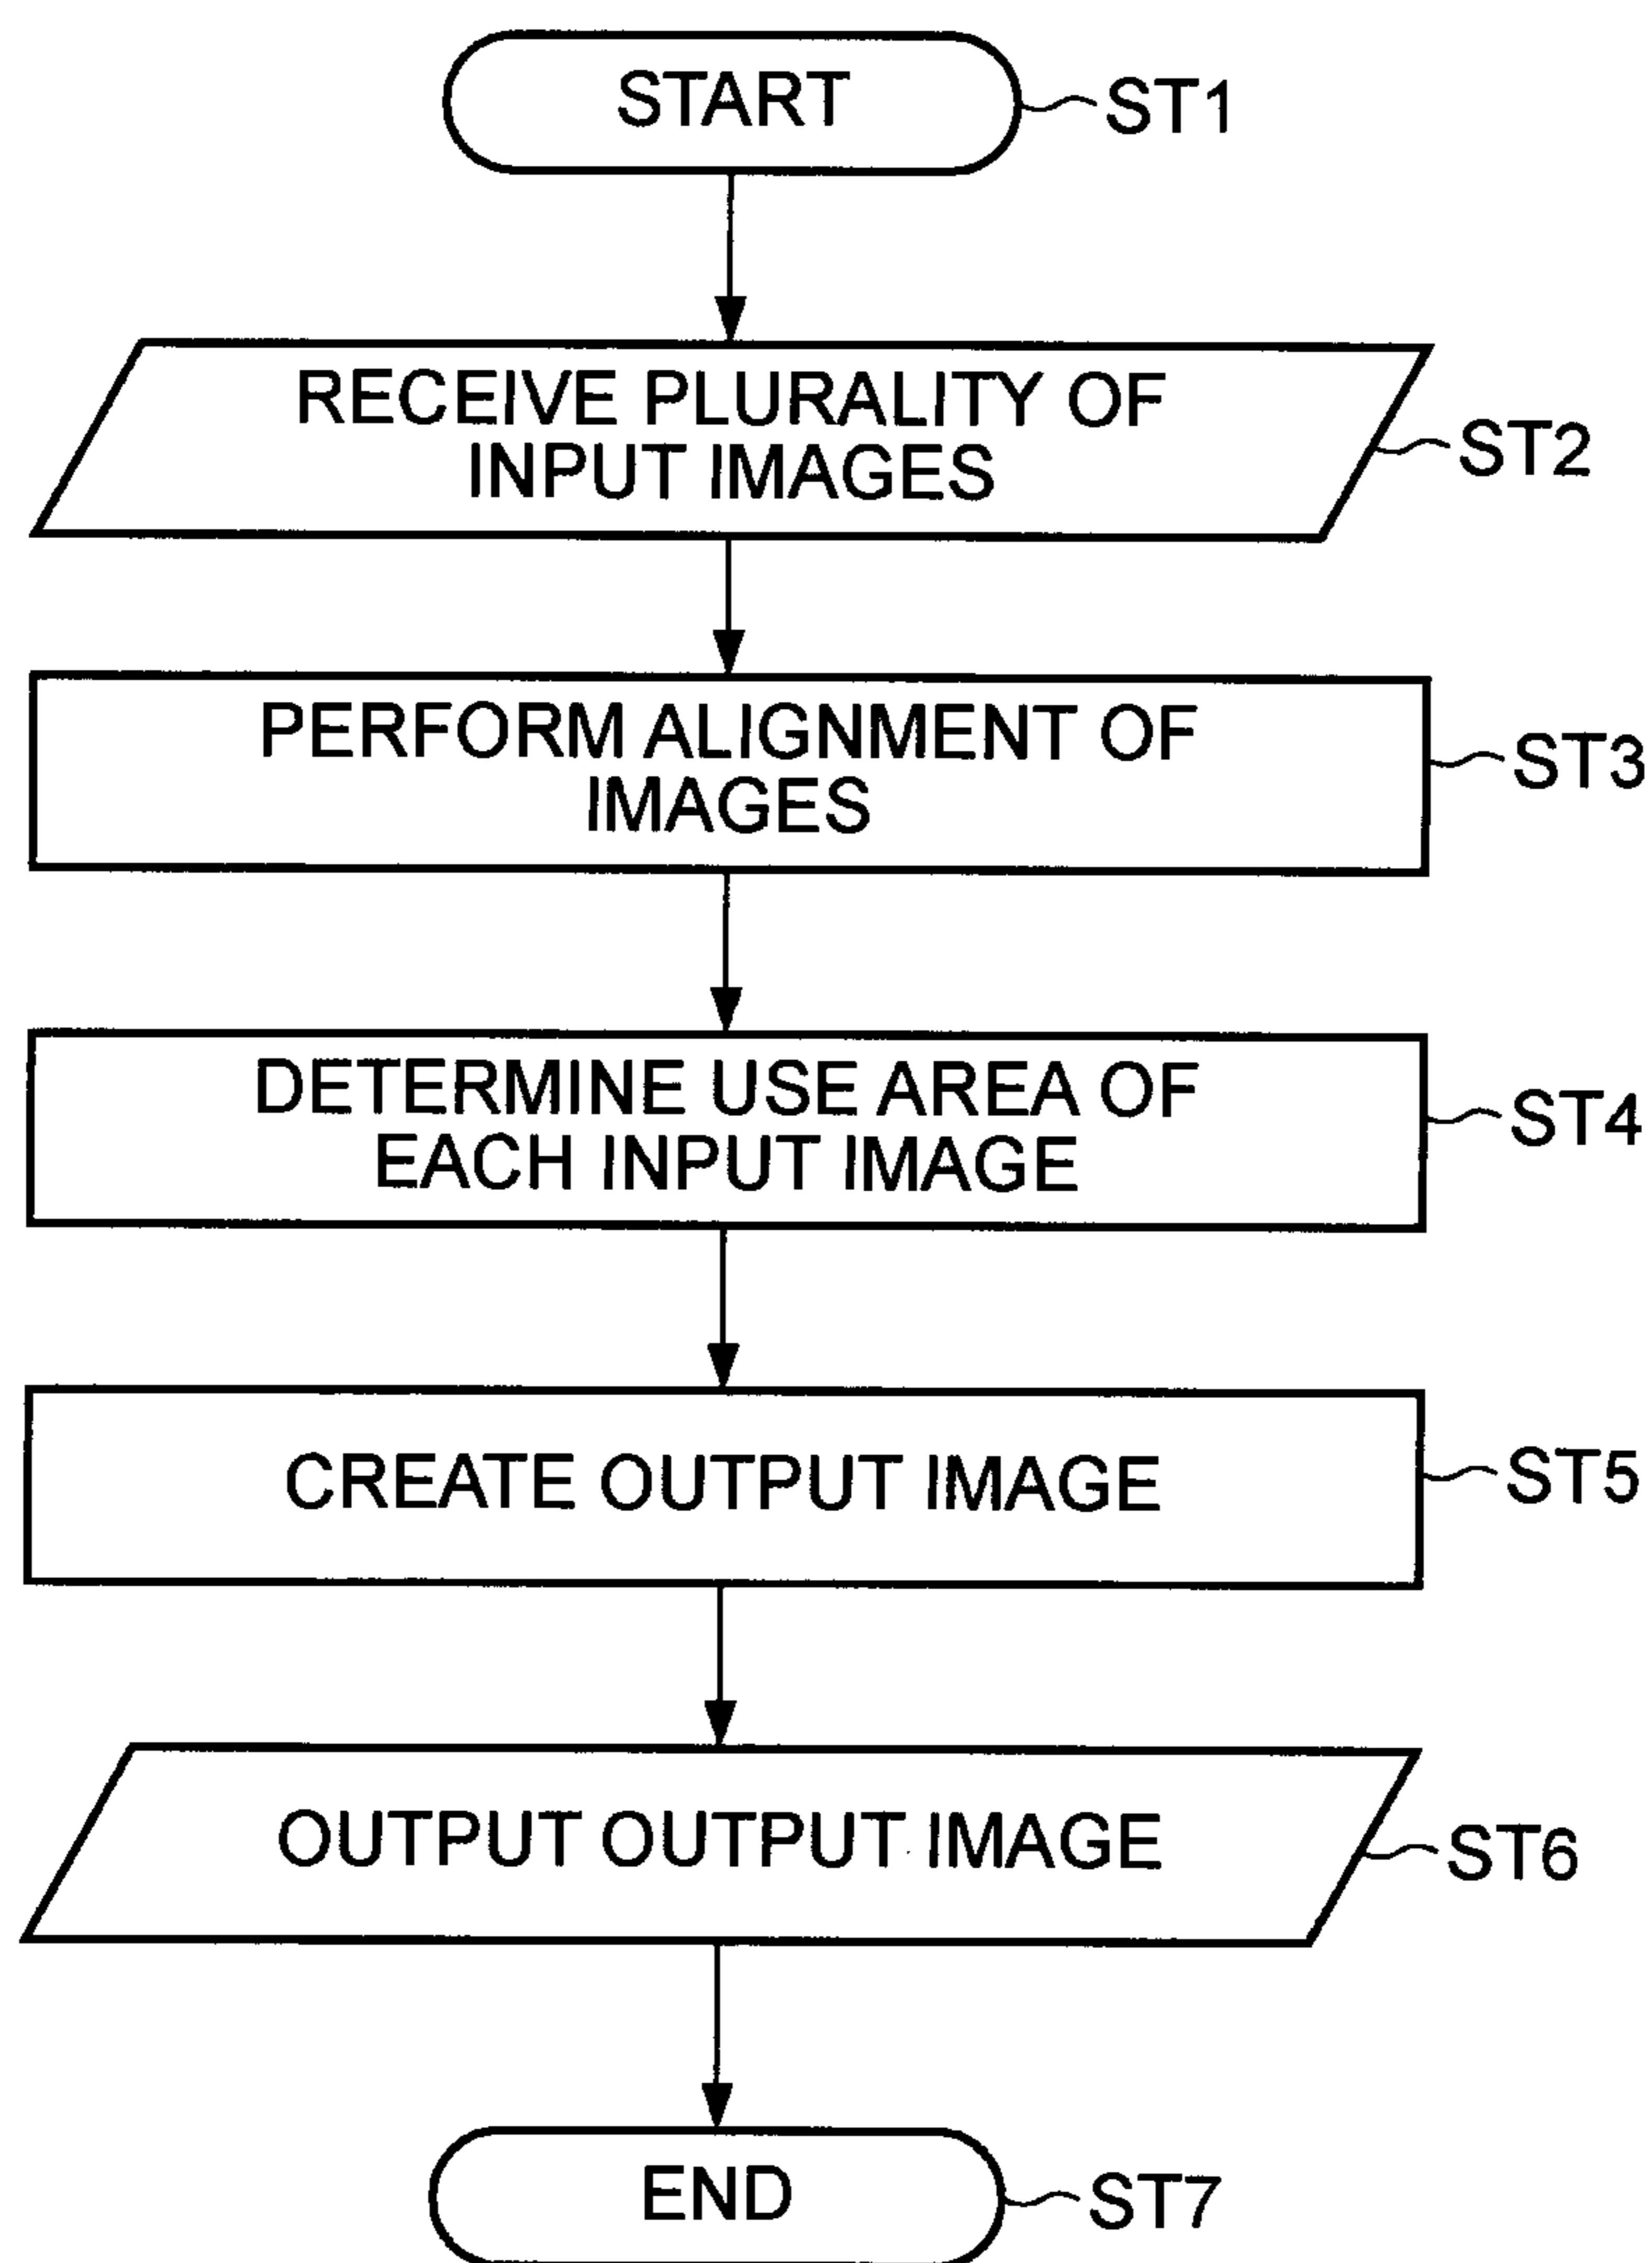 START
ST1
RECEIVE PLURALITY OF
INPUT IMAGES
ST2
PERFORM ALIGNMENT OF
IMAGES
ST3
DETERMINE USE AREA OF
EACH INPUT IMAGE
ST4
CREATE OUTPUT IMAGE
ST5
OUTPUT OUTPUT IMAGE
ST6
END
ST7